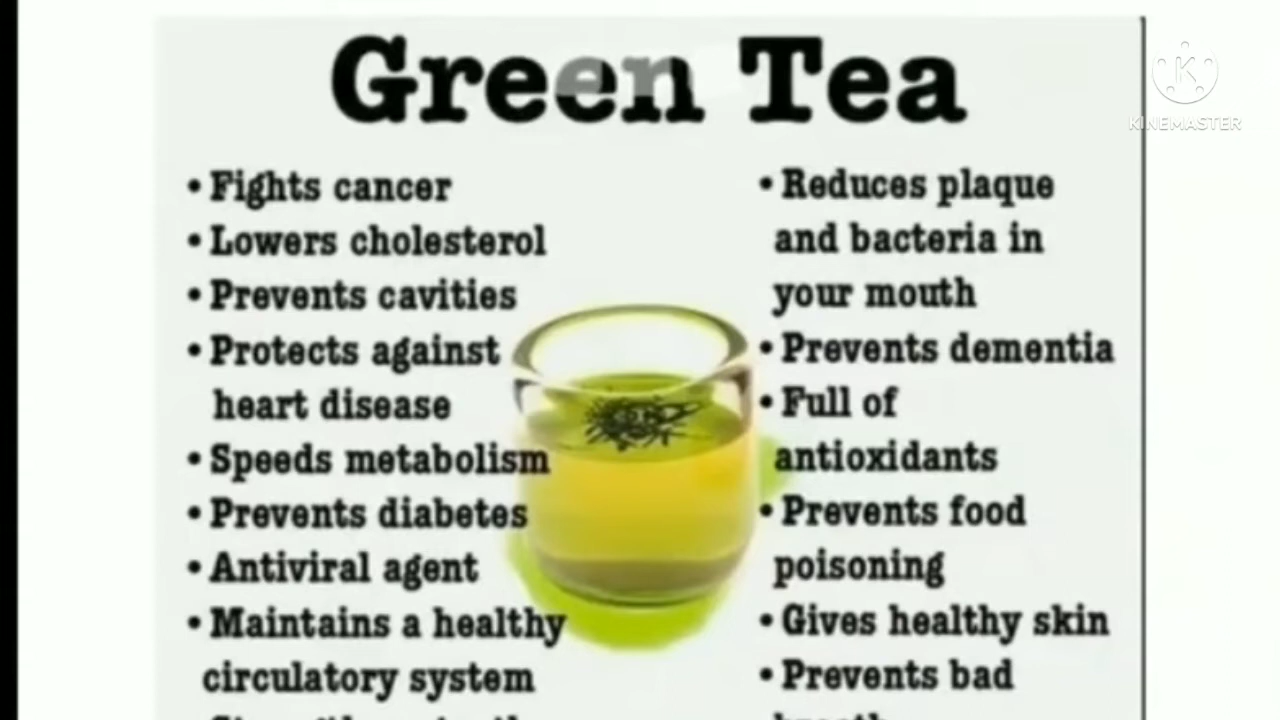 Green Tea
KINEMASTER
• Fights cancer
• Lowers cholesterol
• Prevents cavities
• Protects against
heart disease
• Speeds metabolism
• Prevents diabetes
• Antiviral agent
• Maintains a healthy
circulatory system
• Reduces plaque
and bacteria in
your mouth
• Prevents dementia
• Full of
antioxidants
• Prevents food
poisoning
• Gives healthy skin
• Prevents bad